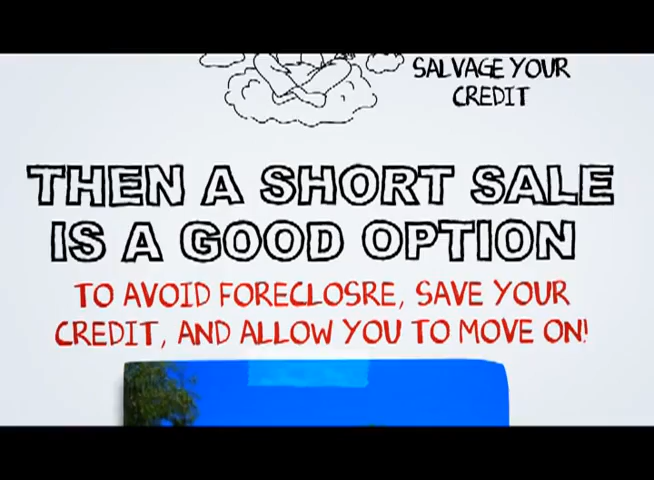 SALVAGE YOUR
CREDIT
THEN A SHORT SALE
IS A GOOD OPTION
TO AVOID FORECLOSRE, SAVE YOUR
CREDIT, AND ALLOW YOU TO MOVE ON!